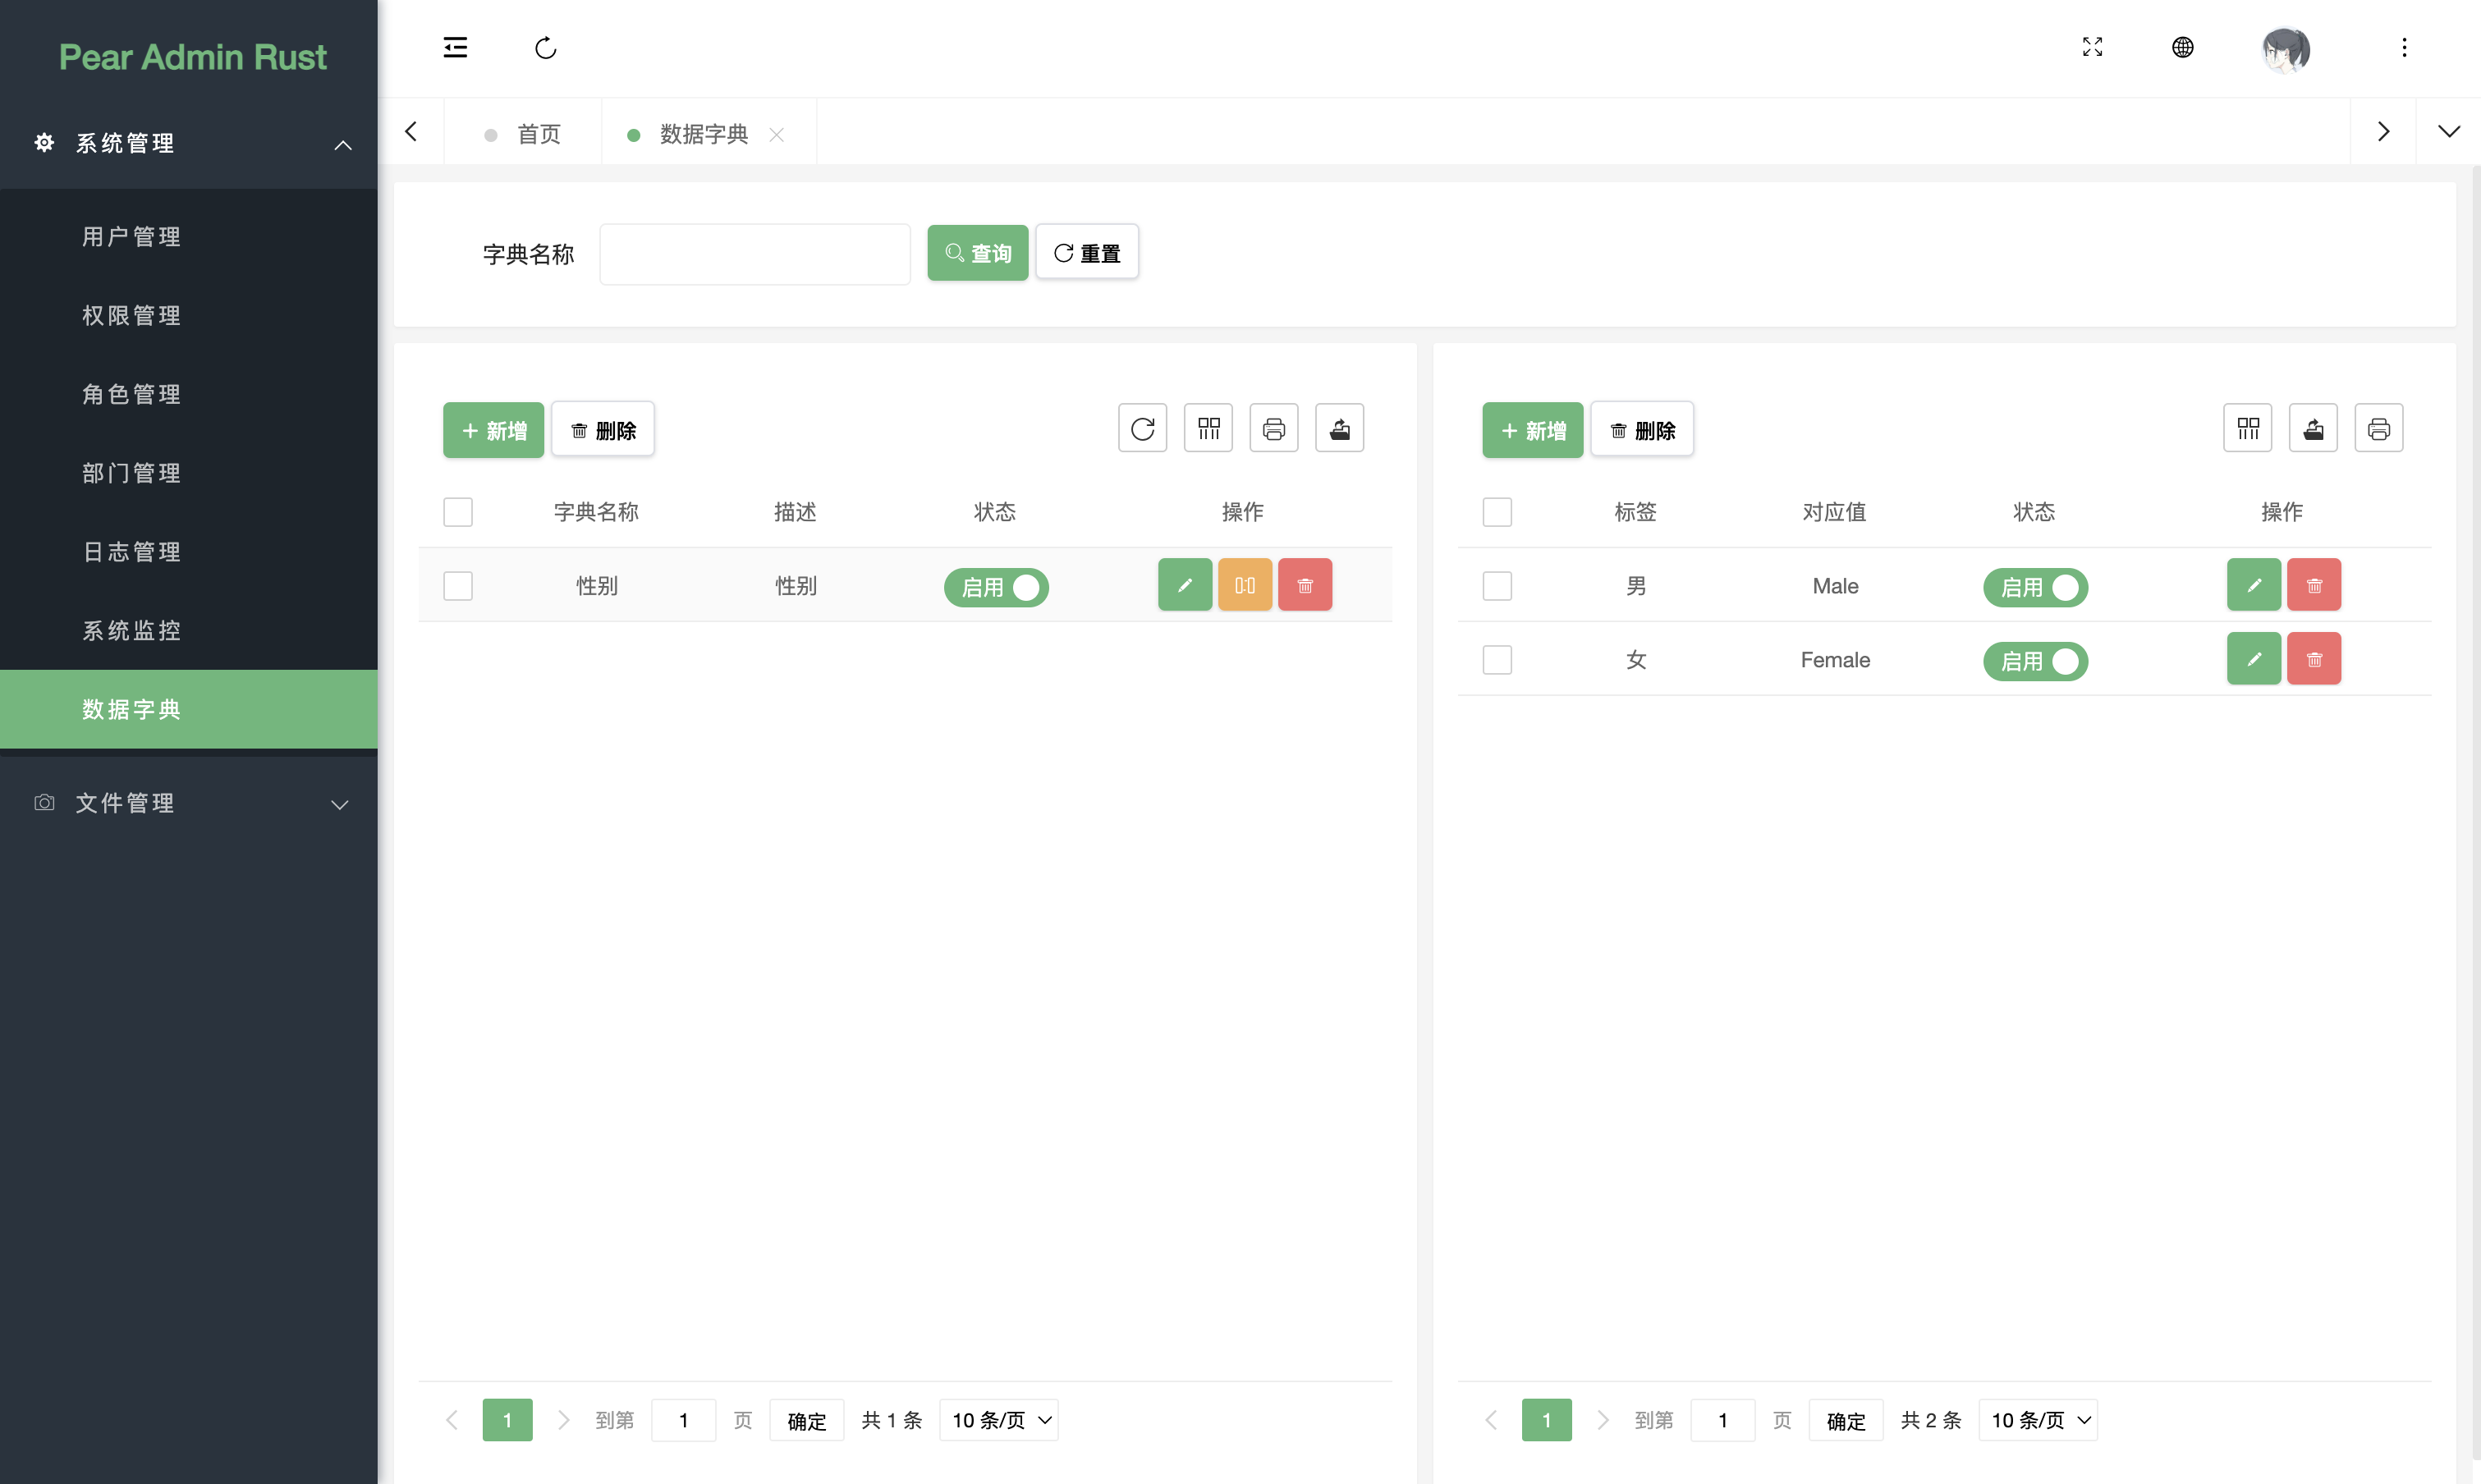 Pear Admin Rust
系统管理
用户管理
权限管理
角色管理
部门管理
日志管理
系统监控
数据字典
文件管理
首页 数据字典
字典名称 查询 重置
新增 删除
字典名称 描述 状态 操作
性别 性别 启用
1 到第 1 页 确定 共 1 条 10 条/页
新增 删除
标签 对应值 状态 操作
男 Male 启用
女 Female 启用
1 到第 1 页 确定 共 2 条 10 条/页